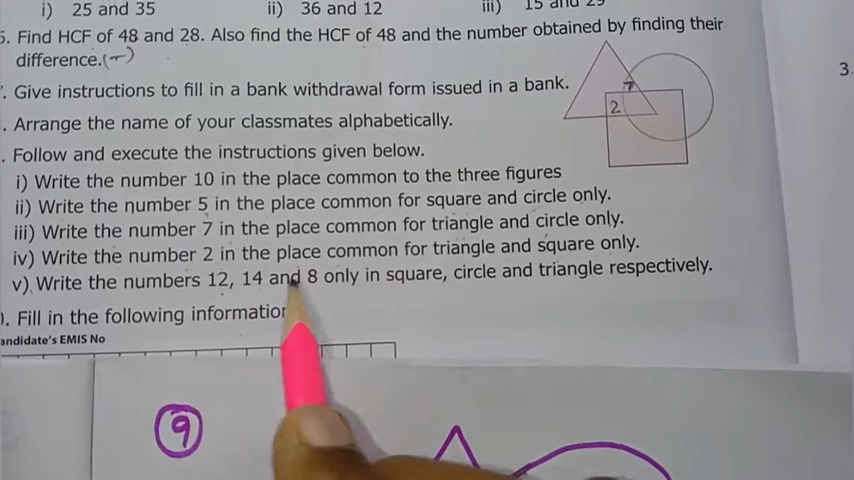 i) 25 and 35 ii) 36 and 12 iii) 15 and 29
5. Find HCF of 48 and 28. Also find the HCF of 48 and the number obtained by finding their
difference.
Give instructions to fill in a bank withdrawal form issued in a bank.
Arrange the name of your classmates alphabetically.
Follow and execute the instructions given below.
i) Write the number 10 in the place common to the three figures
ii) Write the number 5 in the place common for square and circle only.
iii) Write the number 7 in the place common for triangle and circle only.
iv) Write the number 2 in the place common for triangle and square only.
v) Write the numbers 12, 14 and 8 only in square, circle and triangle respectively.
7
2
3.
Fill in the following information
andidate's EMIS No
9